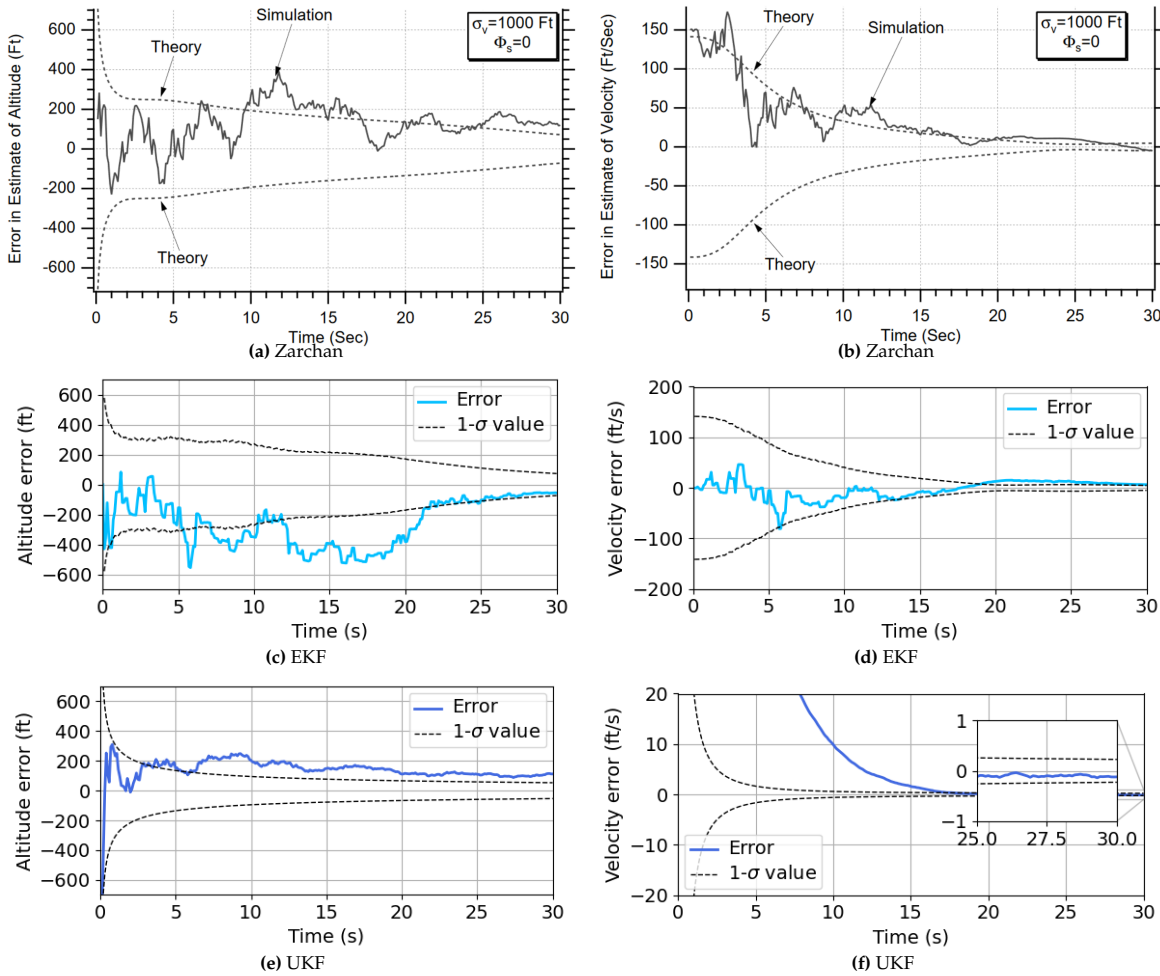 Error in Estimate of Altitude (Ft)
600
400
200
0
-200
-400
-600
Theory
Simulation
σv=1000 Ft
Φs=0
Theory
0 5 10 15 20 25 30
Time (Sec)
(a) Zarchan
Error in Estimate of Velocity (Ft/Sec)
150
100
50
0
-50
-100
-150
Theory
Simulation
σv=1000 Ft
Φs=0
Theory
0 5 10 15 20 25 30
Time (Sec)
(b) Zarchan
Altitude error (ft)
600
400
200
0
−200
−400
−600
Error
1-σ value
0 5 10 15 20 25 30
Time (s)
(c) EKF
Velocity error (ft/s)
200
100
0
−100
−200
Error
1-σ value
0 5 10 15 20 25 30
Time (s)
(d) EKF
Altitude error (ft)
600
400
200
0
−200
−400
−600
Error
1-σ value
0 5 10 15 20 25 30
Time (s)
(e) UKF
Velocity error (ft/s)
20
10
0
−10
−20
1
0
−1
25.0 27.5 30.0
Error
1-σ value
0 5 10 15 20 25 30
Time (s)
(f) UKF